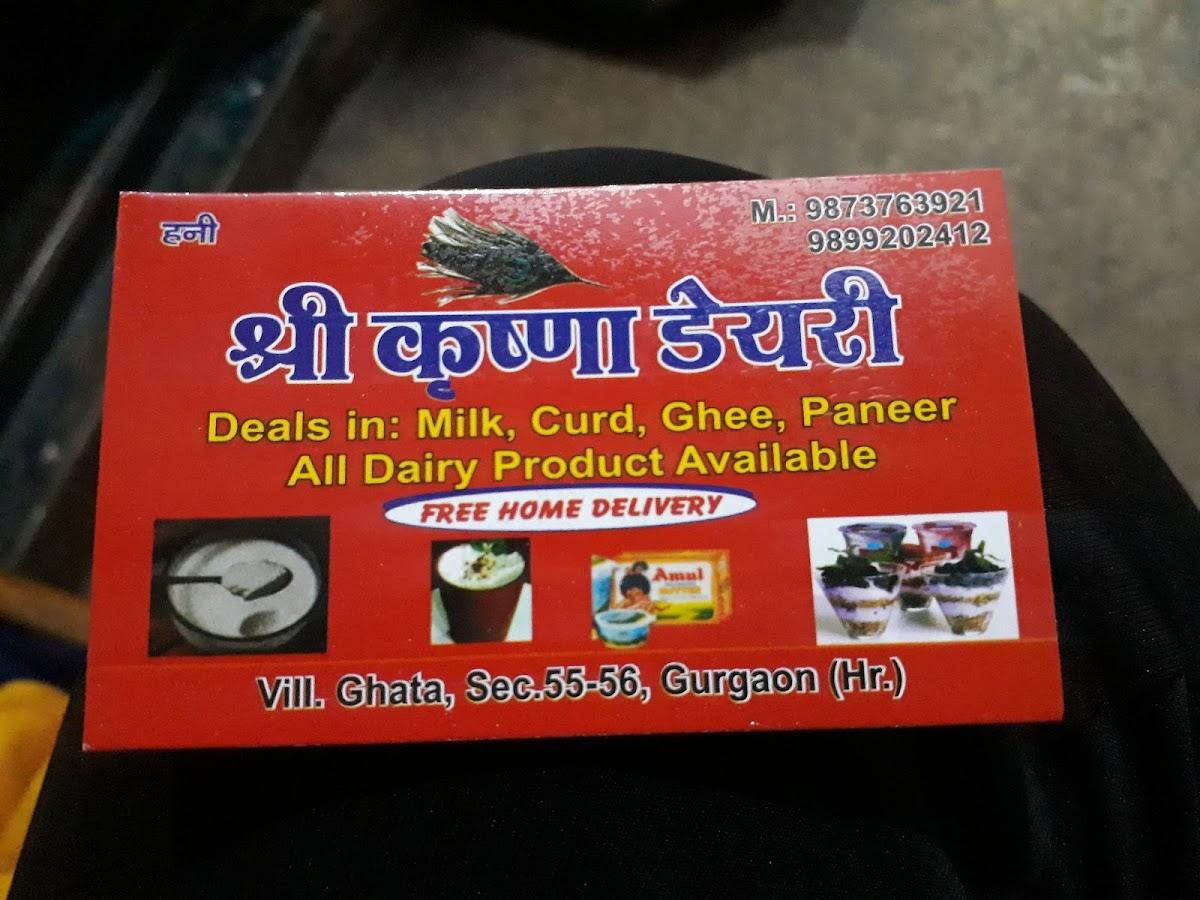 हनी
M.: 9873763921
9899202412
श्री कृष्णा डेयरी
Deals in: Milk, Curd, Ghee, Paneer
All Dairy Product Available
FREE HOME DELIVERY
Amul
BUTTER
Vill. Ghata, Sec.55-56, Gurgaon (Hr.)